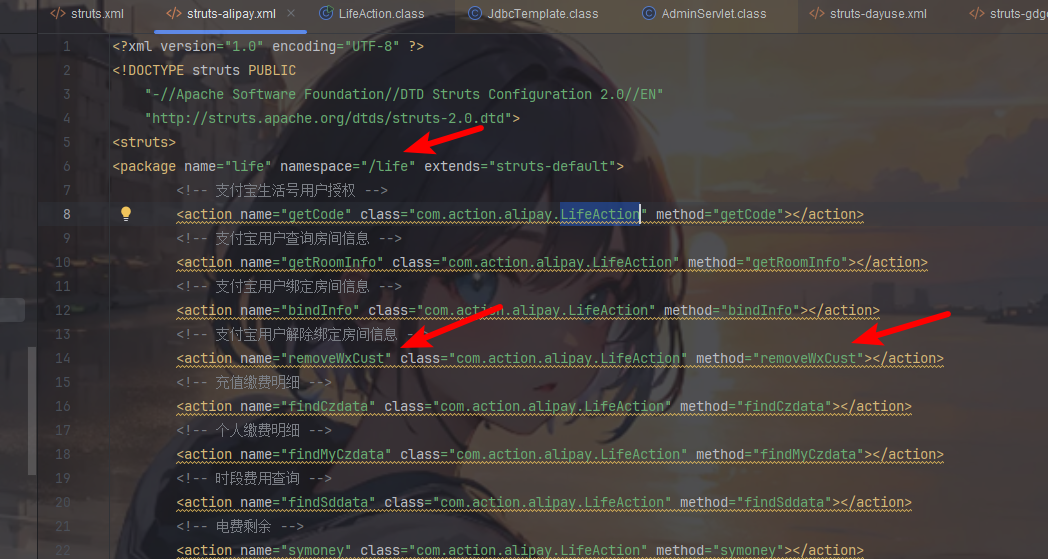 struts.xml struts-alipay.xml LifeAction.class JdbcTemplate.class AdminServlet.class struts-dayuse.xml struts-gdg
1 <?xml version="1.0" encoding="UTF-8" ?>
2 <!DOCTYPE struts PUBLIC
3 "-//Apache Software Foundation//DTD Struts Configuration 2.0//EN"
4 "http://struts.apache.org/dtds/struts-2.0.dtd">
5 <struts>
6 <package name="life" namespace="/life" extends="struts-default">
7 <!-- 支付宝生活号用户授权 -->
8 <action name="getCode" class="com.action.alipay.LifeAction" method="getCode"></action>
9 <!-- 支付宝用户查询房间信息 -->
10 <action name="getRoomInfo" class="com.action.alipay.LifeAction" method="getRoomInfo"></action>
11 <!-- 支付宝用户绑定房间信息 -->
12 <action name="bindInfo" class="com.action.alipay.LifeAction" method="bindInfo"></action>
13 <!-- 支付宝用户解除绑定房间信息 -
14 <action name="removeWxCust" class="com.action.alipay.LifeAction" method="removeWxCust"></action>
15 <!-- 充值缴费明细 -->
16 <action name="findCzdata" class="com.action.alipay.LifeAction" method="findCzdata"></action>
17 <!-- 个人缴费明细 -->
18 <action name="findMyCzdata" class="com.action.alipay.LifeAction" method="findMyCzdata"></action>
19 <!-- 时段费用查询 -->
20 <action name="findSddata" class="com.action.alipay.LifeAction" method="findSddata"></action>
21 <!-- 电费剩余 -->
22 <action name="symoney" class="com.action.alipay.LifeAction" method="symoney"></action>